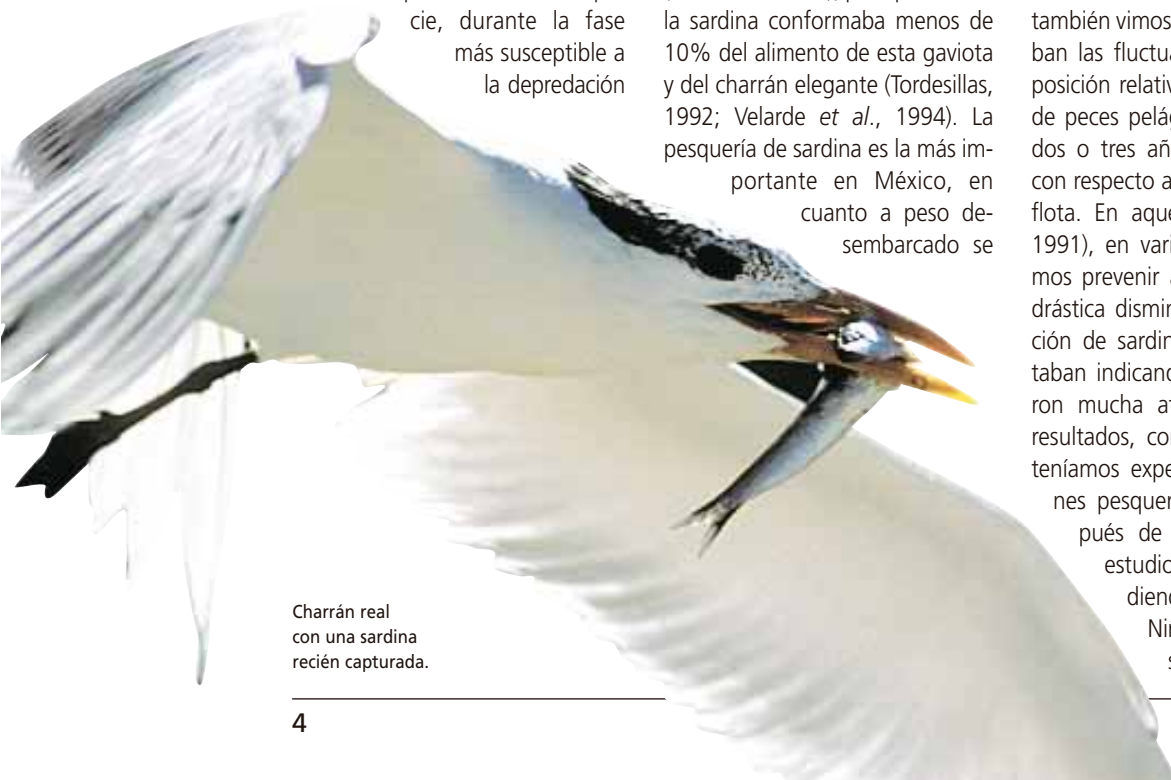 cie, durante la fase
más susceptible a
la depredación
la sardina conformaba menos de
10% del alimento de esta gaviota
y del charrán elegante (Tordesillas,
1992; Velarde et al., 1994). La
pesquería de sardina es la más im-
portante en México, en
cuanto a peso de-
sembarcado se
también vimos
ban las fluctua
posición relativ
de peces pelág
dos o tres añ
con respecto a
flota. En aque
1991), en vari
mos prevenir
drástica dismin
ción de sardin
taban indicand
ron mucha
resultados, co
teníamos expe
nes pesquer
pués de
estudio
dien
Ni
Charrán real
con una sardina
recién capturada.
4